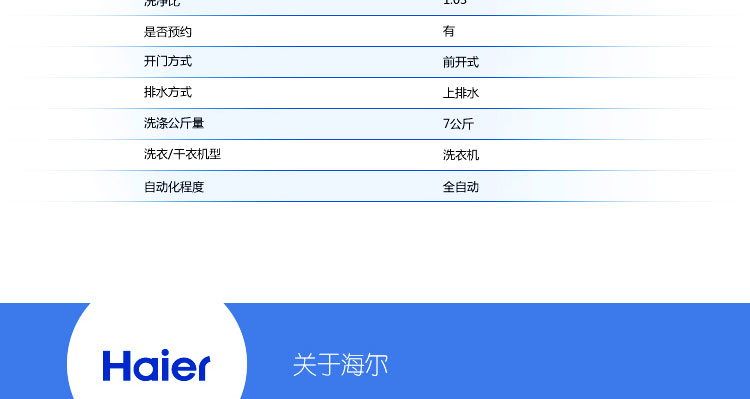 洗净比 1.03
是否预约 有
开门方式 前开式
排水方式 上排水
洗涤公斤量 7公斤
洗衣/干衣机型 洗衣机
自动化程度 全自动
Haier 关于海尔